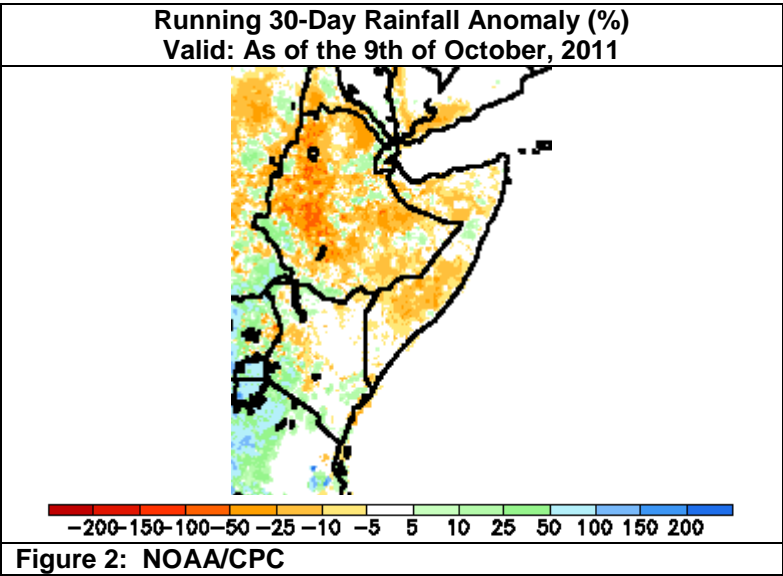 Running 30-Day Rainfall Anomaly (%)
Valid: As of the 9th of October, 2011
-200-150-100-50 -25 -10 -5 5 10 25 50 100 150 200
Figure 2: NOAA/CPC